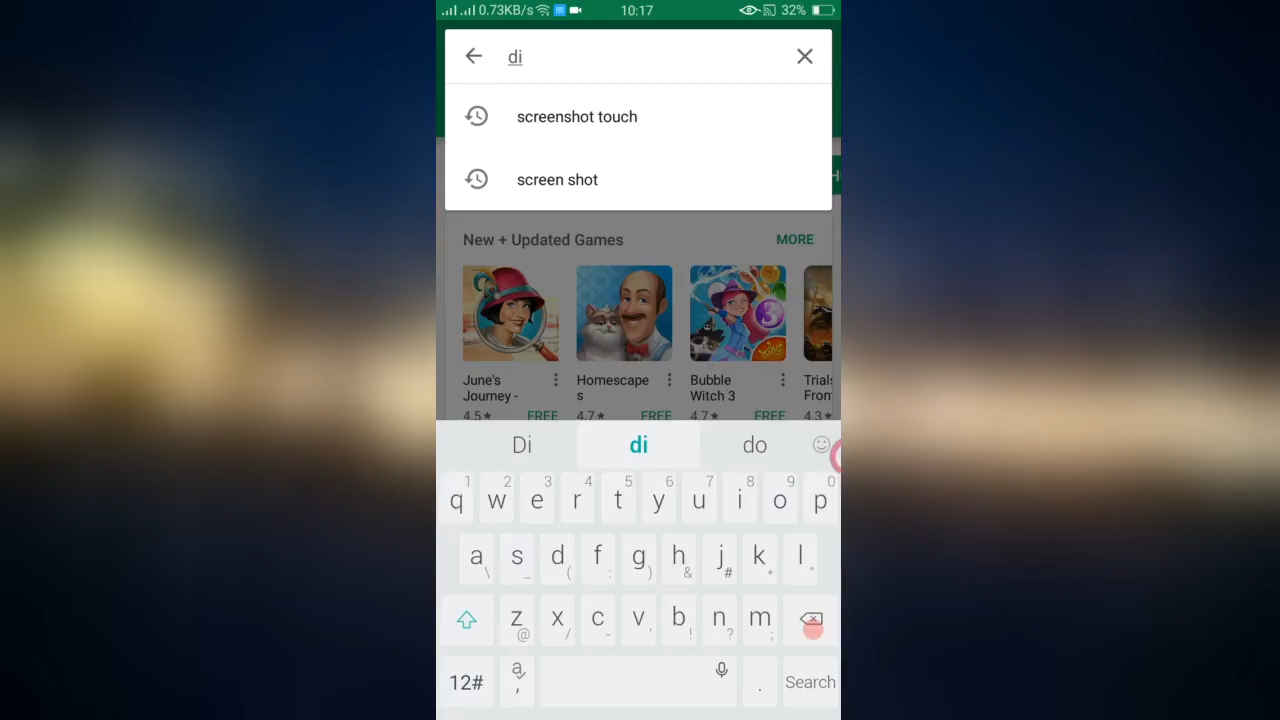 0.73KB/s 10:17 32%
di
screenshot touch
screen shot
New + Updated Games MORE
June's Journey -
4.5★ FREE
Homescapes
4.7★ FREE
Bubble Witch 3
4.7★ FREE
4.3★
3
King
Di di do
1 2 3 4 5 6 7 8 9 0
q w e r t y u i o p
a s d f g h j k l
\ _ ( : ) & # * "
z x c v b n m
@ / - ' ! ? ;
12# a , . Search